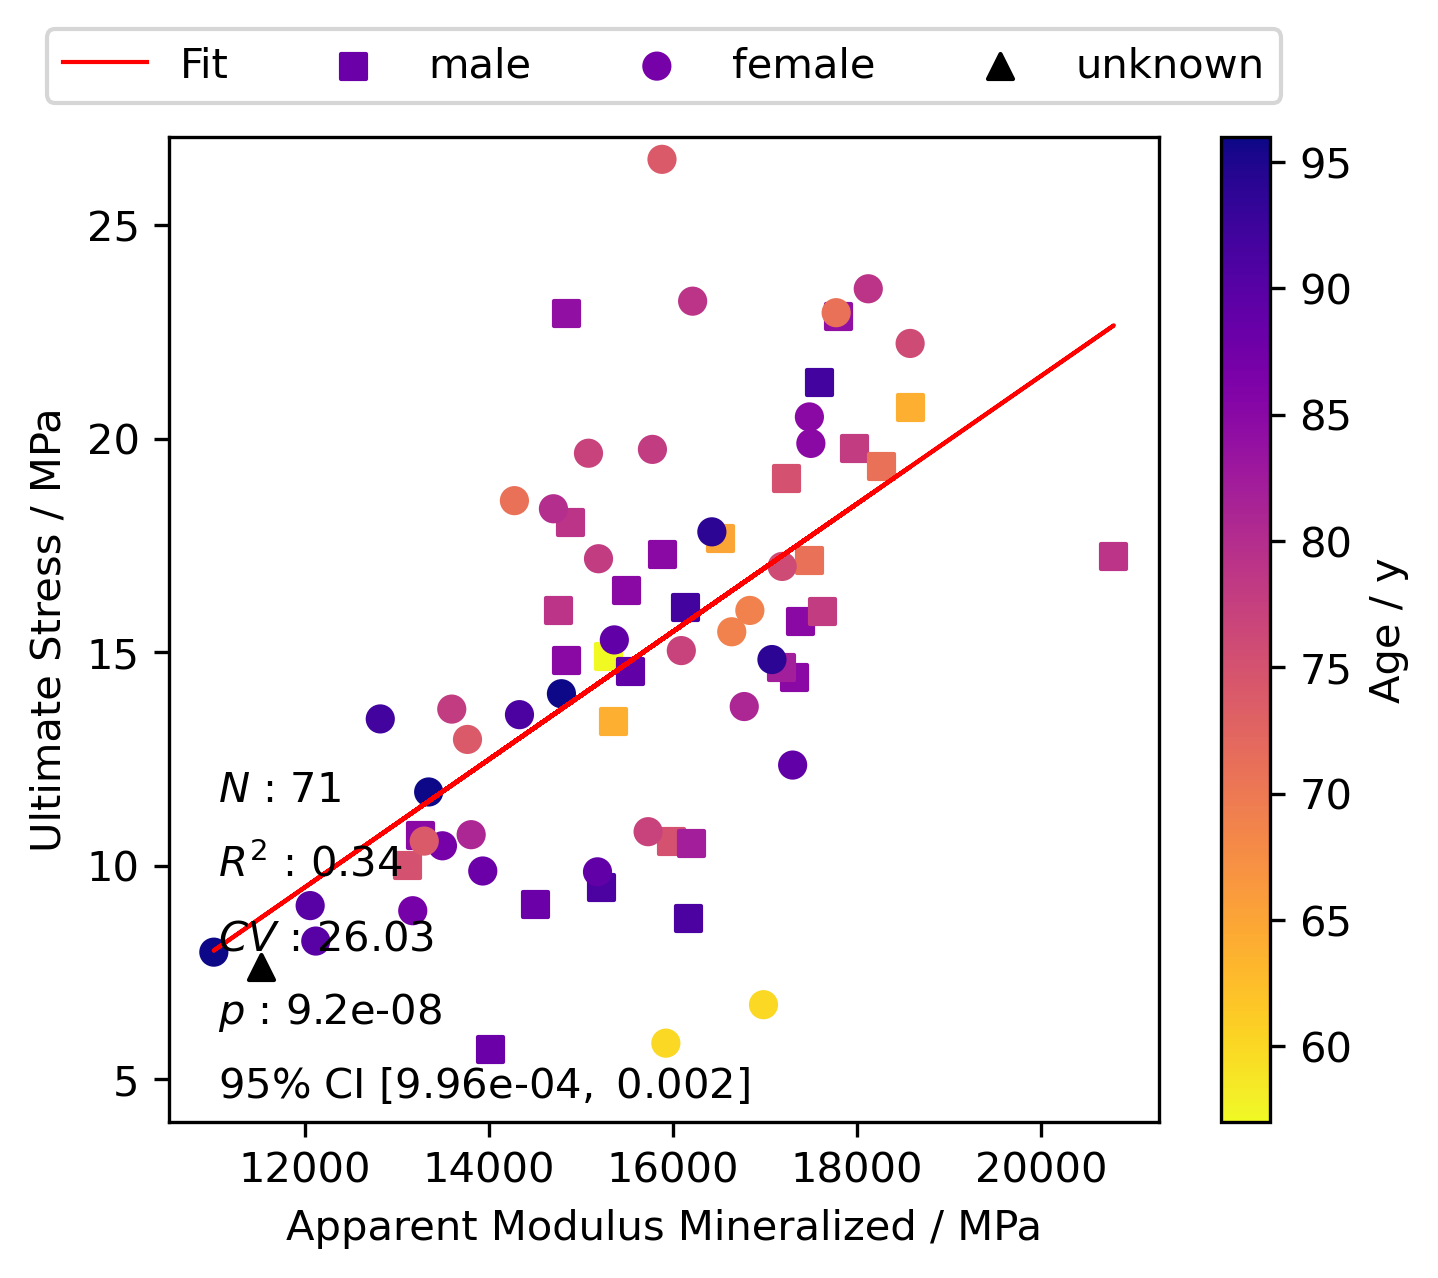 Fit male female unknown
25
20
15
10
5
Ultimate Stress / MPa
N : 71
R² : 0.34
CV : 26.03
p : 9.2e-08
95% CI [9.96e-04, 0.002]
12000 14000 16000 18000 20000
Apparent Modulus Mineralized / MPa
95
90
85
80
75
70
65
60
Age / y